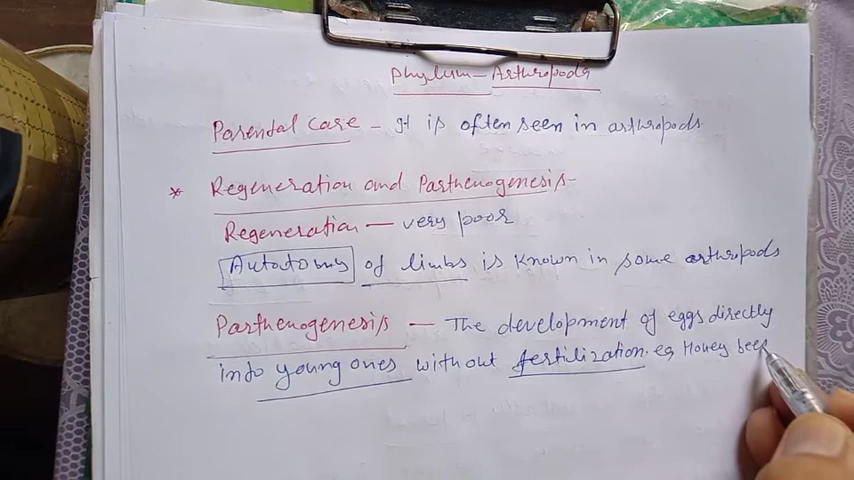 Phylum - Arthropoda
Parental Care - It is often seen in arthropods
* Regeneration and Parthenogenesis-
Regeneration — very poor
Autotomy of limbs is known in some arthropods
Parthenogenesis — The development of eggs directly
into young ones without fertilization. eg Honey bees